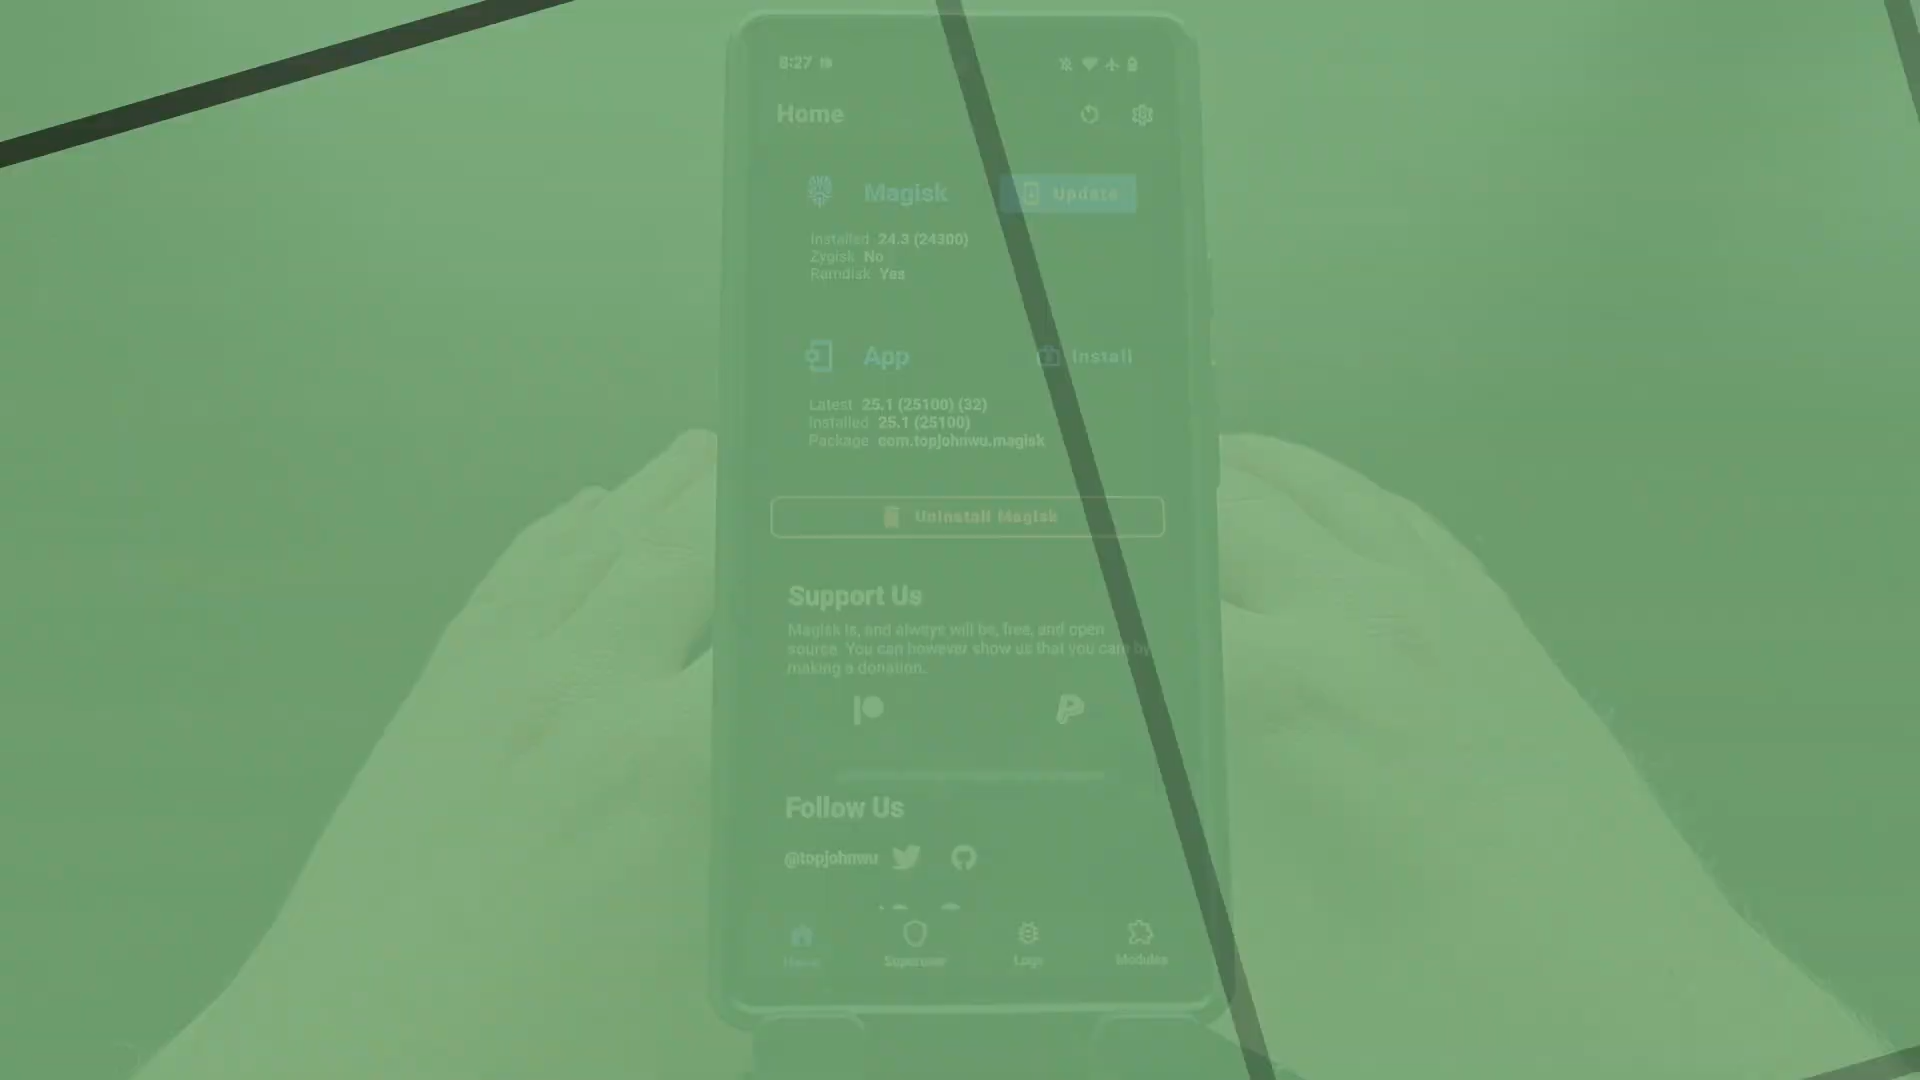 8:27
Home
Magisk Update
Installed 24.3 (24300)
Zygisk No
Ramdisk Yes
App Install
Latest 25.1 (25100) (32)
Installed 25.1 (25100)
Package com.topjohnwu.magisk
Uninstall Magisk
Support Us
Magisk is, and always will be, free, and open
source. You can however show us that you care by
making a donation.
Follow Us
@topjohnwu
Home Superuser Logs Modules